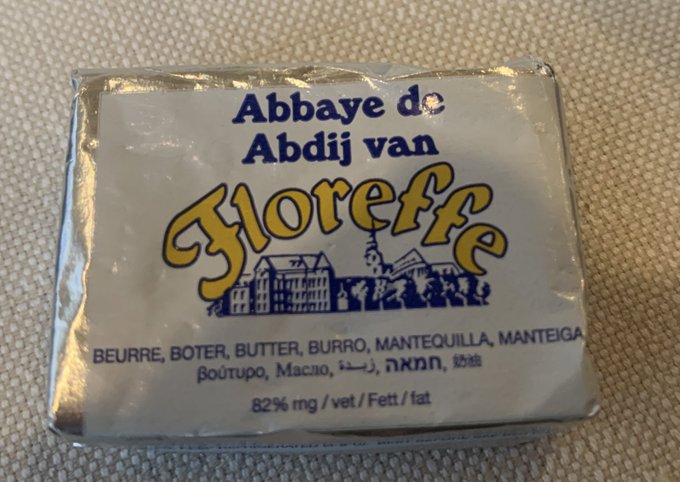 Abbaye de
Abdij van
Floreffe
BEURRE, BOTER, BUTTER, BURRO, MANTEQUILLA, MANTEIGA
βούτυρο, Масло, زبدة, חמאה, 奶油
82% mg / vet / Fett / fat